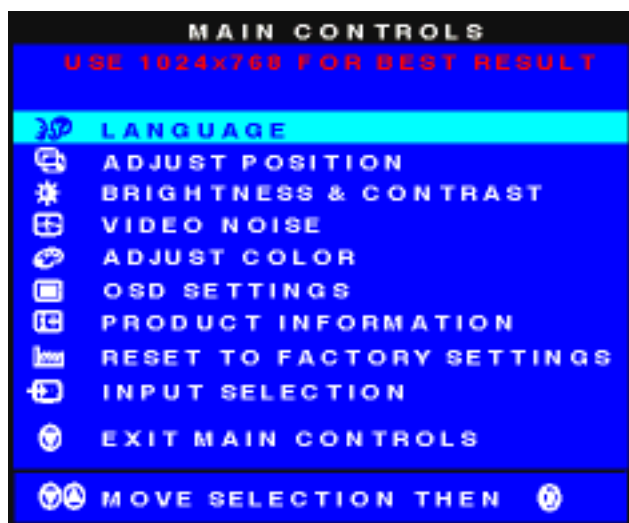 MAIN CONTROLS
USE 1024x768 FOR BEST RESULT
LANGUAGE
ADJUST POSITION
BRIGHTNESS & CONTRAST
VIDEO NOISE
ADJUST COLOR
OSD SETTINGS
PRODUCT INFORMATION
RESET TO FACTORY SETTINGS
INPUT SELECTION
EXIT MAIN CONTROLS
MOVE SELECTION THEN